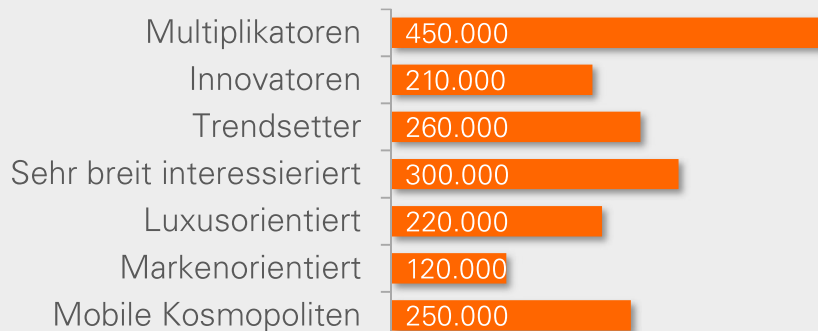 Multiplikatoren 450.000
Innovatoren 210.000
Trendsetter 260.000
Sehr breit interessieriert 300.000
Luxusorientiert 220.000
Markenorientiert 120.000
Mobile Kosmopoliten 250.000